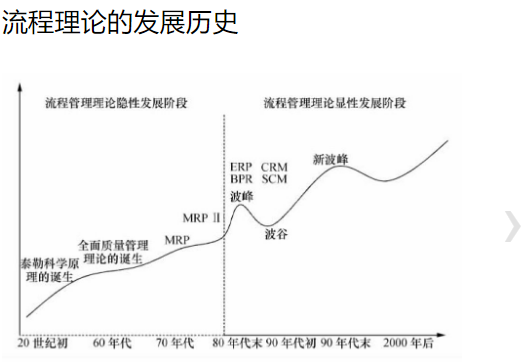 流程理论的发展历史
流程管理理论隐性发展阶段
流程管理理论显性发展阶段
ERP CRM
BPR SCM
波峰
新波峰
MRP Ⅱ
波谷
MRP
全面质量管理
理论的诞生
泰勒科学原
理的诞生
20 世纪初 60 年代 70 年代 80 年代末 90 年代初 90 年代末 2000 年后